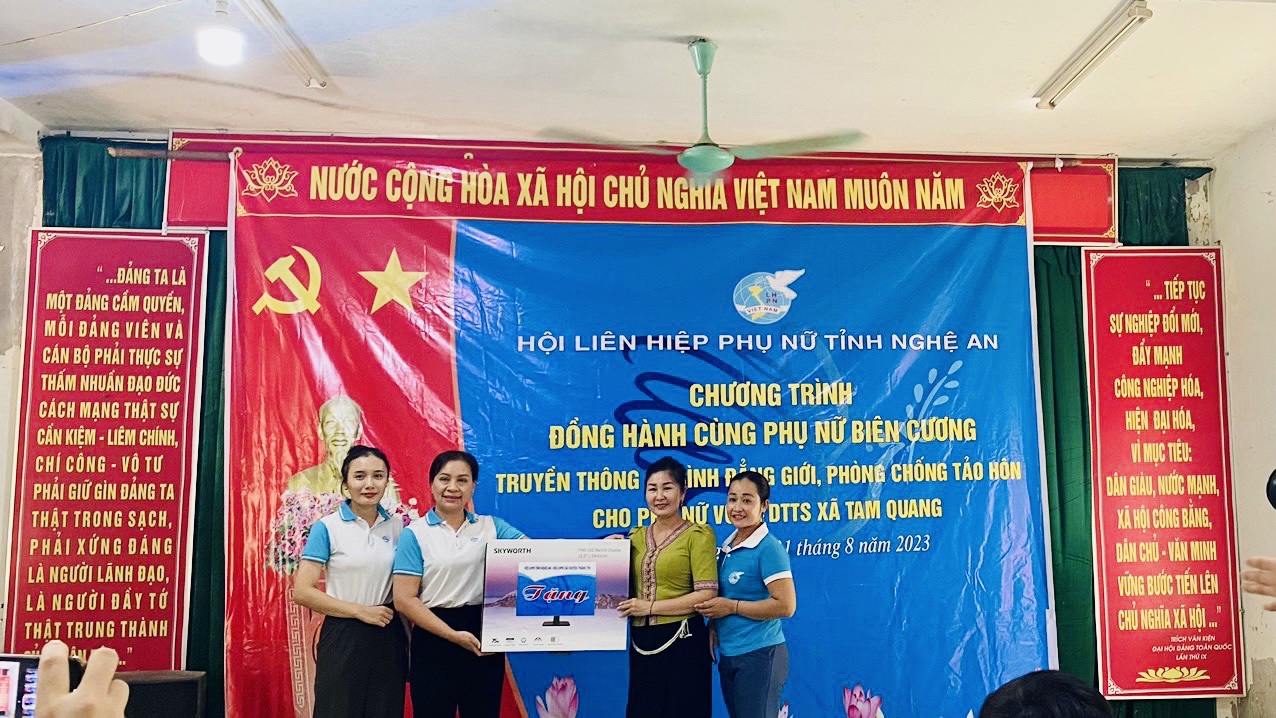 NƯỚC CỘNG HÒA XÃ HỘI CHỦ NGHĨA VIỆT NAM MUÔN NĂM
"...ĐẢNG TA LÀ
MỘT ĐẢNG CẦM QUYỀN,
MỖI ĐẢNG VIÊN VÀ
CÁN BỘ PHẢI THỰC SỰ
THẤM NHUẦN ĐẠO ĐỨC
CÁCH MẠNG THẬT SỰ
CẦN KIỆM - LIÊM CHÍNH,
CHÍ CÔNG - VÔ TƯ
PHẢI GIỮ GÌN ĐẢNG TA
THẬT TRONG SẠCH,
PHẢI XỨNG ĐÁNG
LÀ NGƯỜI LÃNH ĐẠO,
LÀ NGƯỜI ĐẦY TỚ
THẬT TRUNG THÀNH
LH
PN
VIỆT NAM
HỘI LIÊN HIỆP PHỤ NỮ TỈNH NGHỆ AN
CHƯƠNG TRÌNH
ĐỒNG HÀNH CÙNG PHỤ NỮ BIÊN CƯƠNG
TRUYỀN THÔNG ĐẲNG GIỚI, PHÒNG CHỐNG TẢO HÔN
CHO XÃ TAM QUANG
1 tháng 8 năm 2023
SKYWORTH
Tặng
"... TIẾP TỤC
SỰ NGHIỆP ĐỔI MỚI,
ĐẨY MẠNH
CÔNG NGHIỆP HÓA,
HIỆN ĐẠI HÓA,
VÌ MỤC TIÊU:
DÂN GIÀU, NƯỚC MẠNH,
XÃ HỘI CÔNG BẰNG,
DÂN CHỦ - VĂN MINH
VỮNG BƯỚC TIẾN LÊN
CHỦ NGHĨA XÃ HỘI ..."
TRÍCH VĂN KIỆN
ĐẠI HỘI ĐẢNG TOÀN QUỐC
LẦN THỨ IX